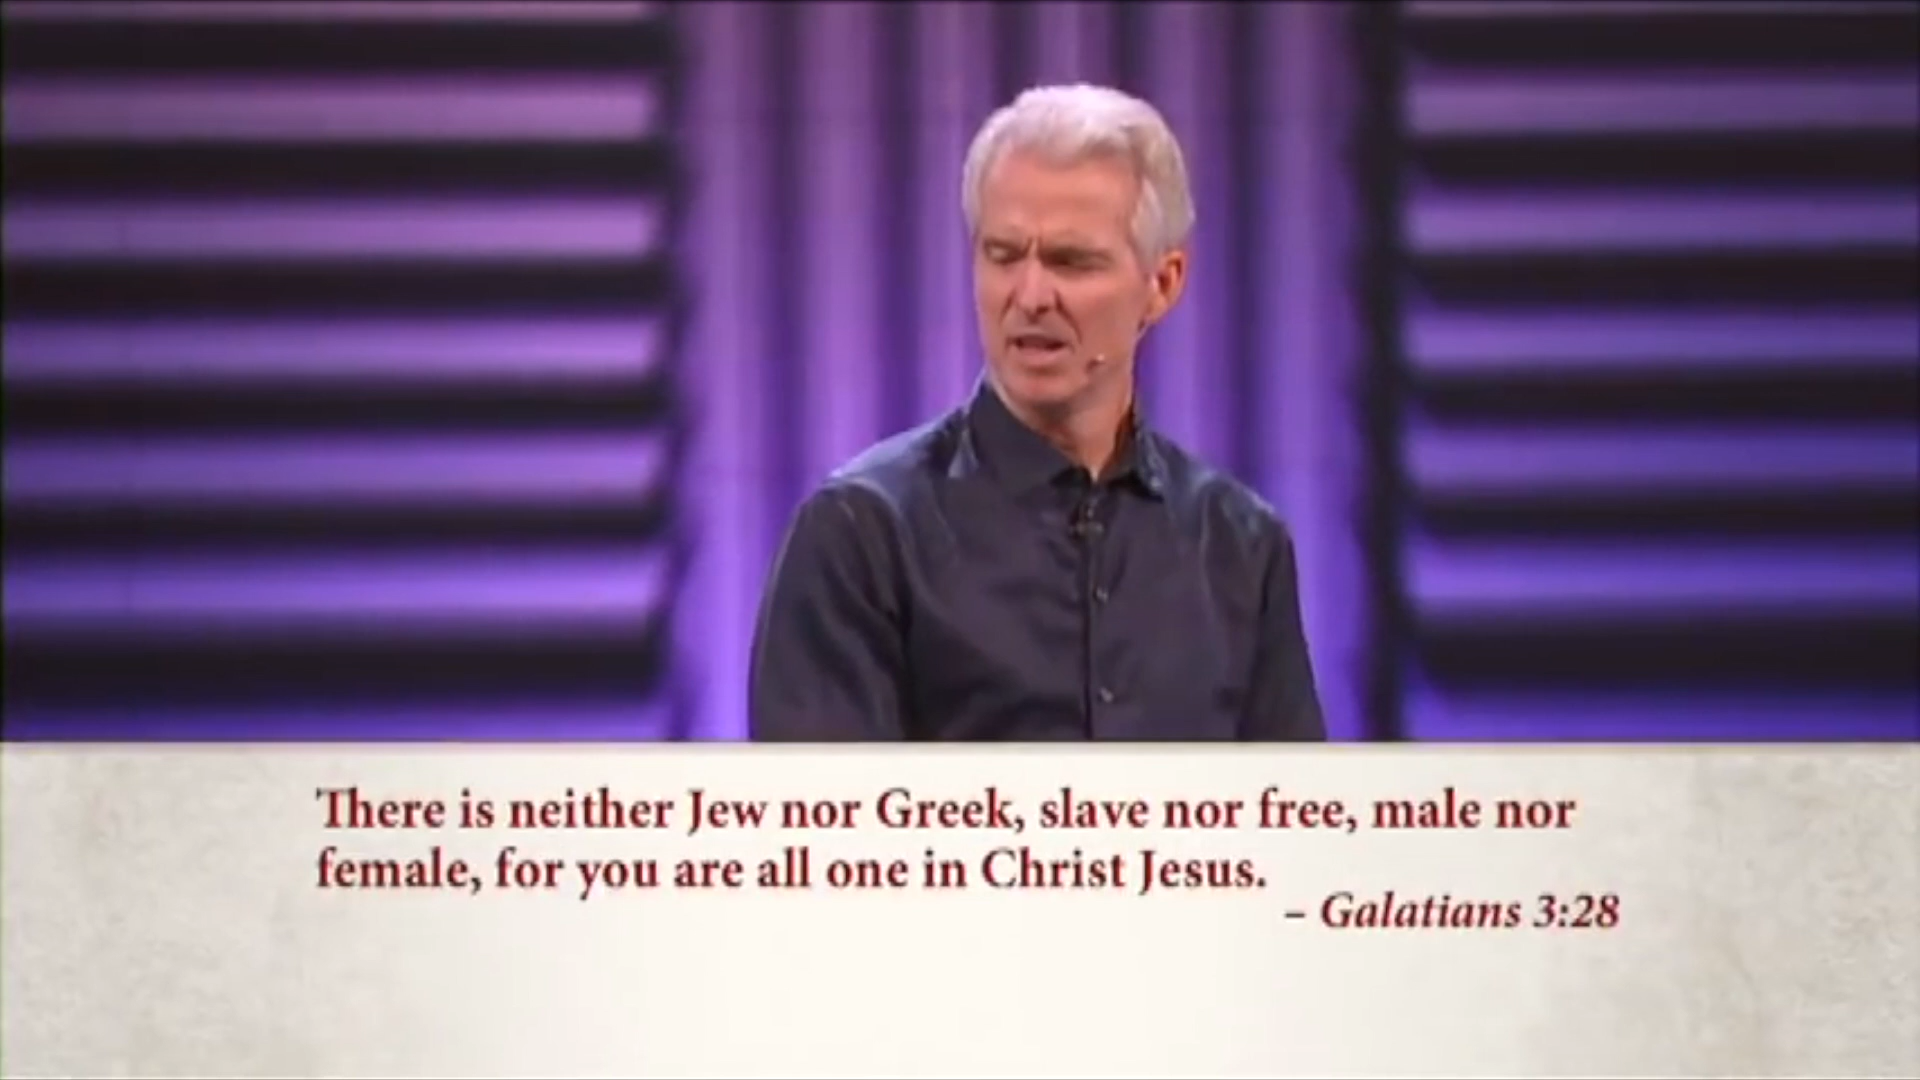 There is neither Jew nor Greek, slave nor free, male nor
female, for you are all one in Christ Jesus.
– Galatians 3:28